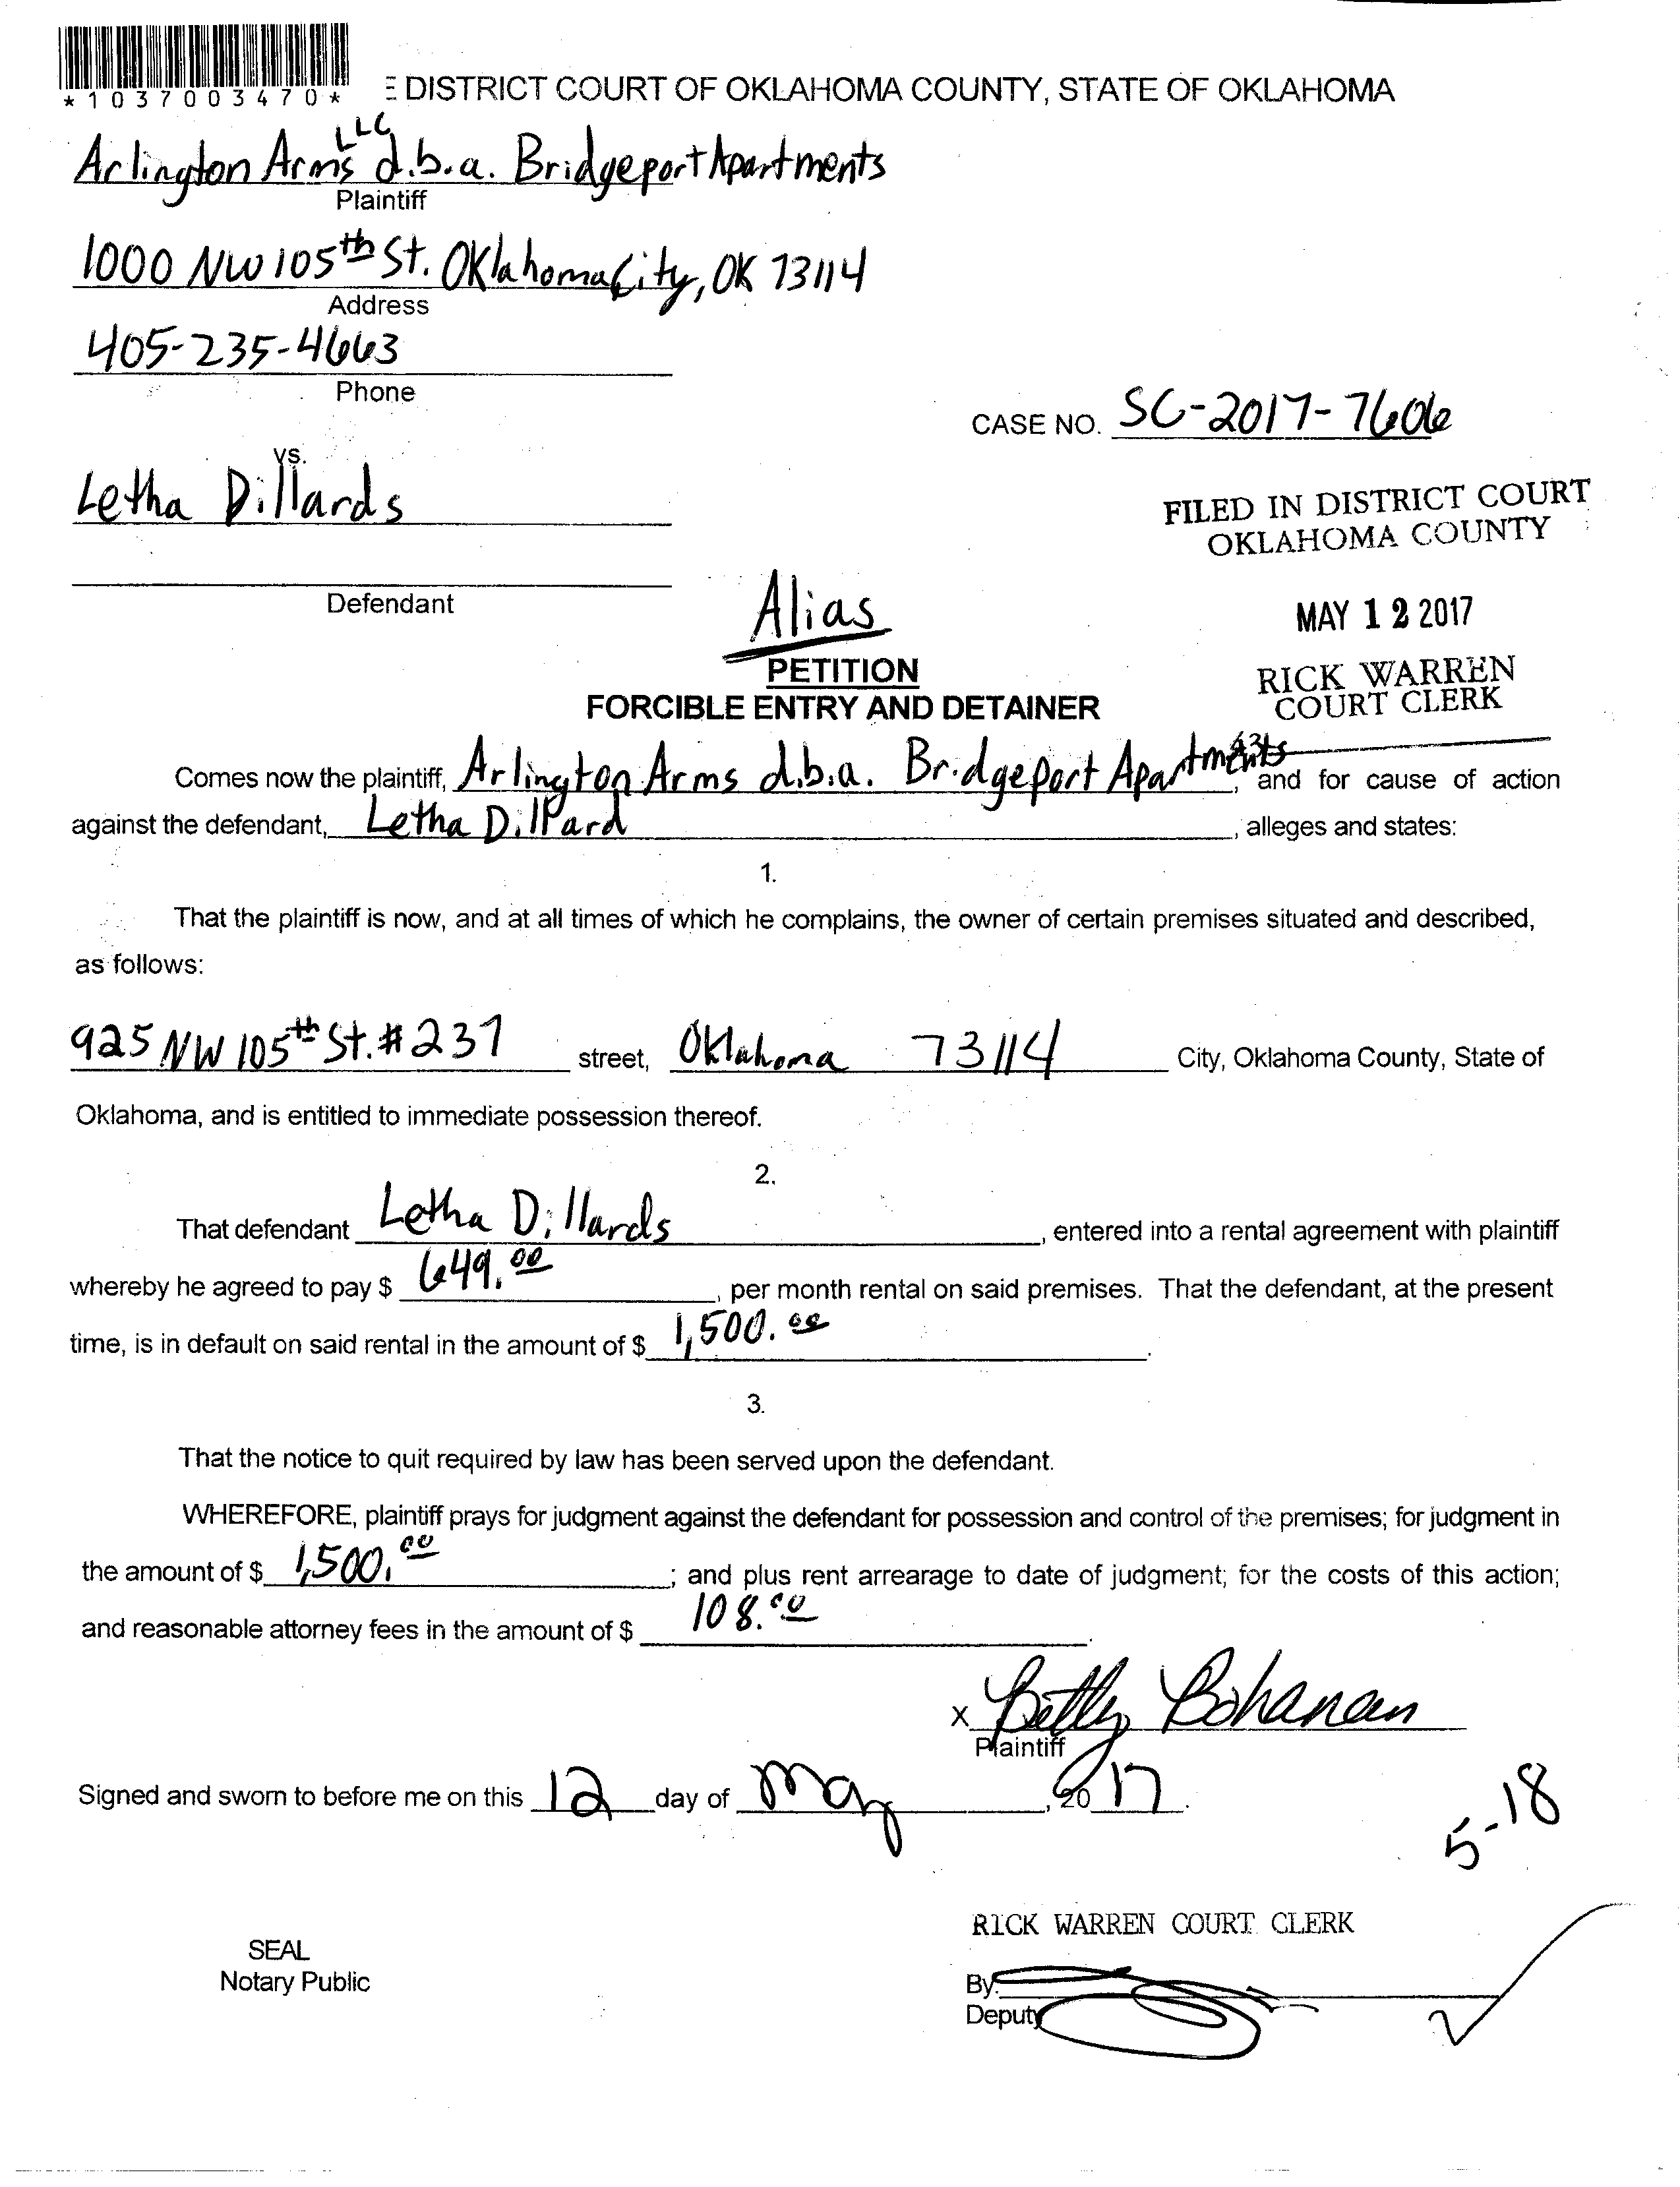 *1037003470*
DISTRICT COURT OF OKLAHOMA COUNTY, STATE OF OKLAHOMA
LLC
Arlington Arms d.b.a. Bridgeport Apartments
Plaintiff
1000 NW 105th St. Oklahoma City, OK 73114
Address
405-235-4663
Phone
CASE NO. SC-2017-7606
vs.
Letha Dillards
FILED IN DISTRICT COURT
OKLAHOMA COUNTY
Defendant
Alias
MAY 12 2017
PETITION
RICK WARREN
COURT CLERK
FORCIBLE ENTRY AND DETAINER
Comes now the plaintiff, Arlington Arms d.b.a. Bridgeport Apartments, and for cause of action
against the defendant, Letha Dillard, alleges and states:
1.
That the plaintiff is now, and at all times of which he complains, the owner of certain premises situated and described,
as follows:
925 NW 105th St. #237 street, Oklahoma 73114 City, Oklahoma County, State of
Oklahoma, and is entitled to immediate possession thereof.
2.
That defendant Letha Dillards, entered into a rental agreement with plaintiff
whereby he agreed to pay $ 649.00, per month rental on said premises. That the defendant, at the present
time, is in default on said rental in the amount of $ 1,500.00.
3.
That the notice to quit required by law has been served upon the defendant.
WHEREFORE, plaintiff prays for judgment against the defendant for possession and control of the premises; for judgment in
the amount of $ 1,500.00; and plus rent arrearage to date of judgment; for the costs of this action;
and reasonable attorney fees in the amount of $ 108.00.
X Betty Bohanan
Plaintiff
Signed and sworn to before me on this 12 day of May, 2017.
5-18
RICK WARREN COURT CLERK
SEAL
Notary Public
By:
Deputy